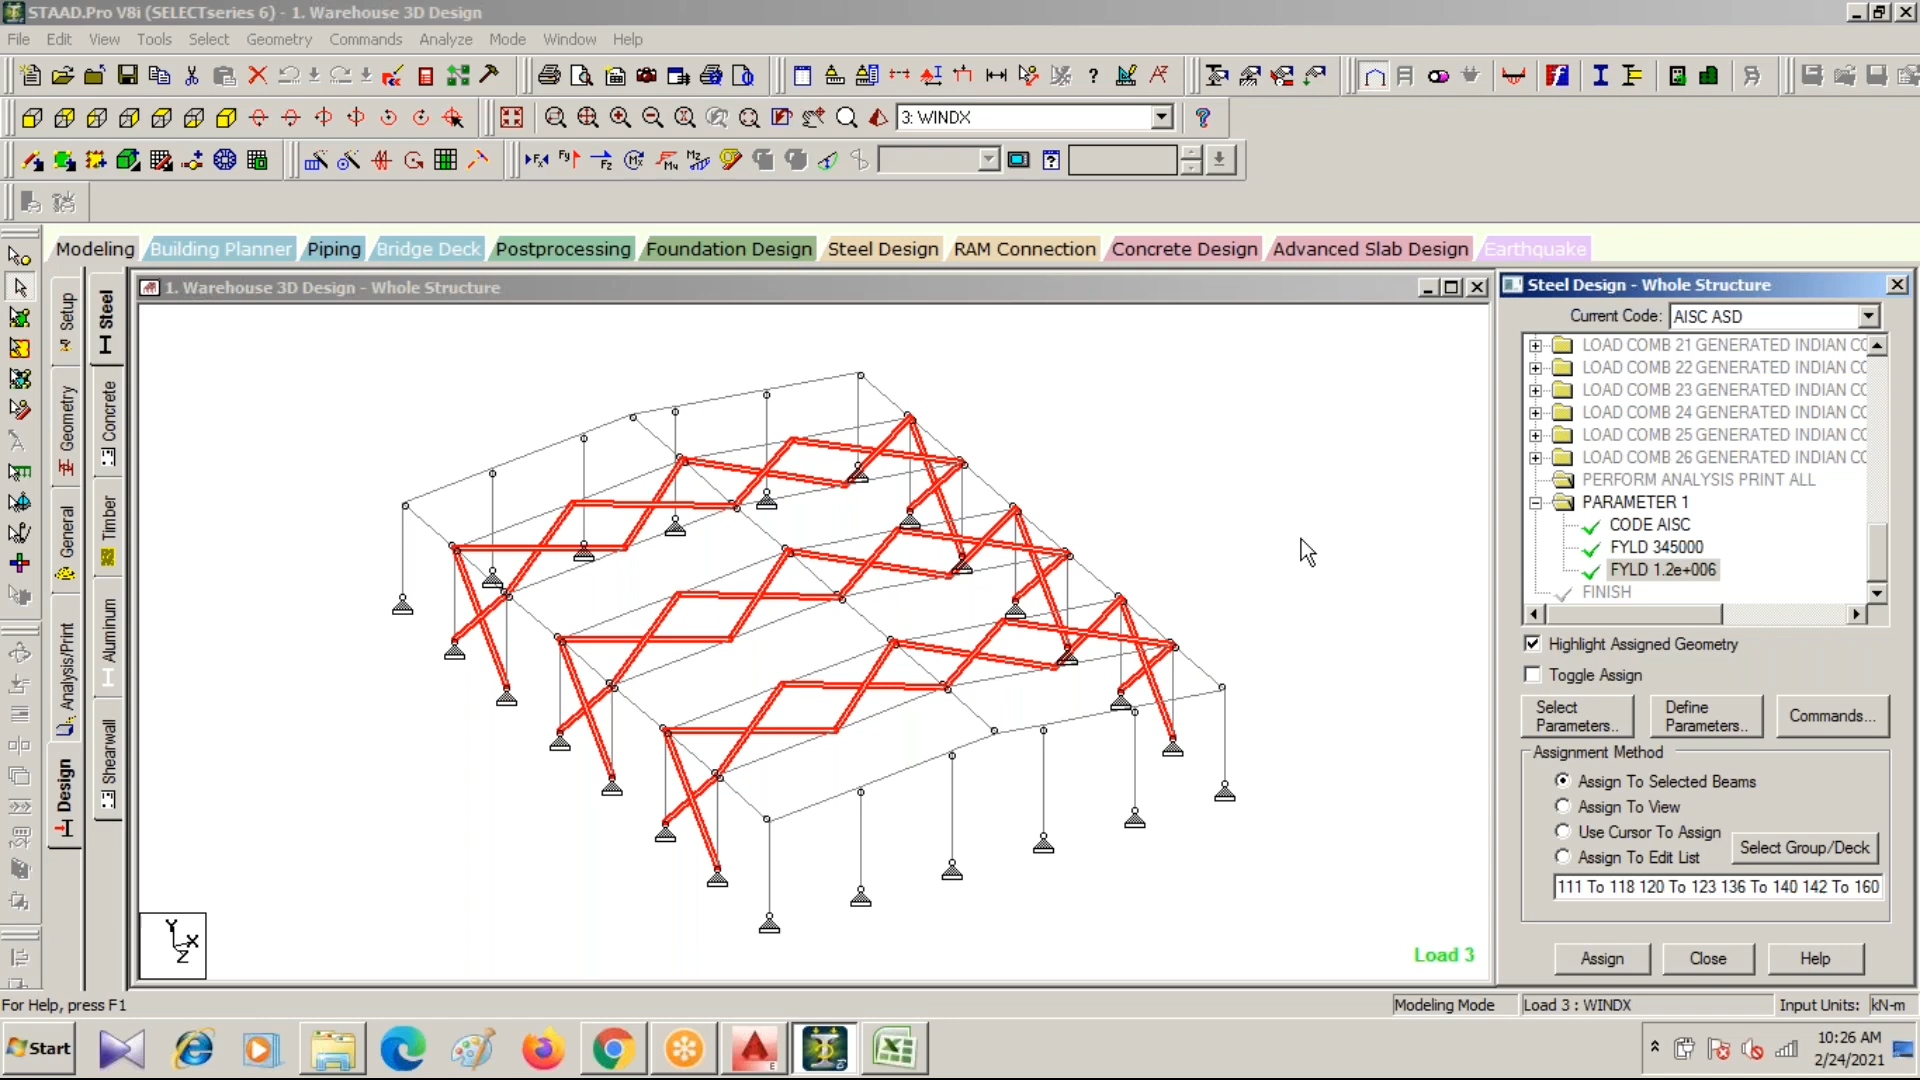 STAAD.Pro V8i (SELECTseries 6) - 1. Warehouse 3D Design
File Edit View Tools Select Geometry Commands Analyze Mode Window Help
3: WINDX
Modeling Building Planner Piping Bridge Deck Postprocessing Foundation Design Steel Design RAM Connection Concrete Design Advanced Slab Design Earthquake
Setup
Geometry
General
Analysis/Print
Design
Steel
Concrete
Timber
Aluminum
Shearwall
1. Warehouse 3D Design - Whole Structure
Y
X
Z
Load 3
Steel Design - Whole Structure
Current Code: AISC ASD
LOAD COMB 21 GENERATED INDIAN CC
LOAD COMB 22 GENERATED INDIAN CC
LOAD COMB 23 GENERATED INDIAN CC
LOAD COMB 24 GENERATED INDIAN CC
LOAD COMB 25 GENERATED INDIAN CC
LOAD COMB 26 GENERATED INDIAN CC
PERFORM ANALYSIS PRINT ALL
PARAMETER 1
CODE AISC
FYLD 345000
FYLD 1.2e+006
FINISH
Highlight Assigned Geometry
Toggle Assign
Select Parameters..
Define Parameters..
Commands...
Assignment Method
Assign To Selected Beams
Assign To View
Use Cursor To Assign
Assign To Edit List
Select Group/Deck
111 To 118 120 To 123 136 To 140 142 To 160
Assign Close Help
For Help, press F1
Modeling Mode Load 3 : WINDX Input Units: kN-m
Start
10:26 AM
2/24/2021